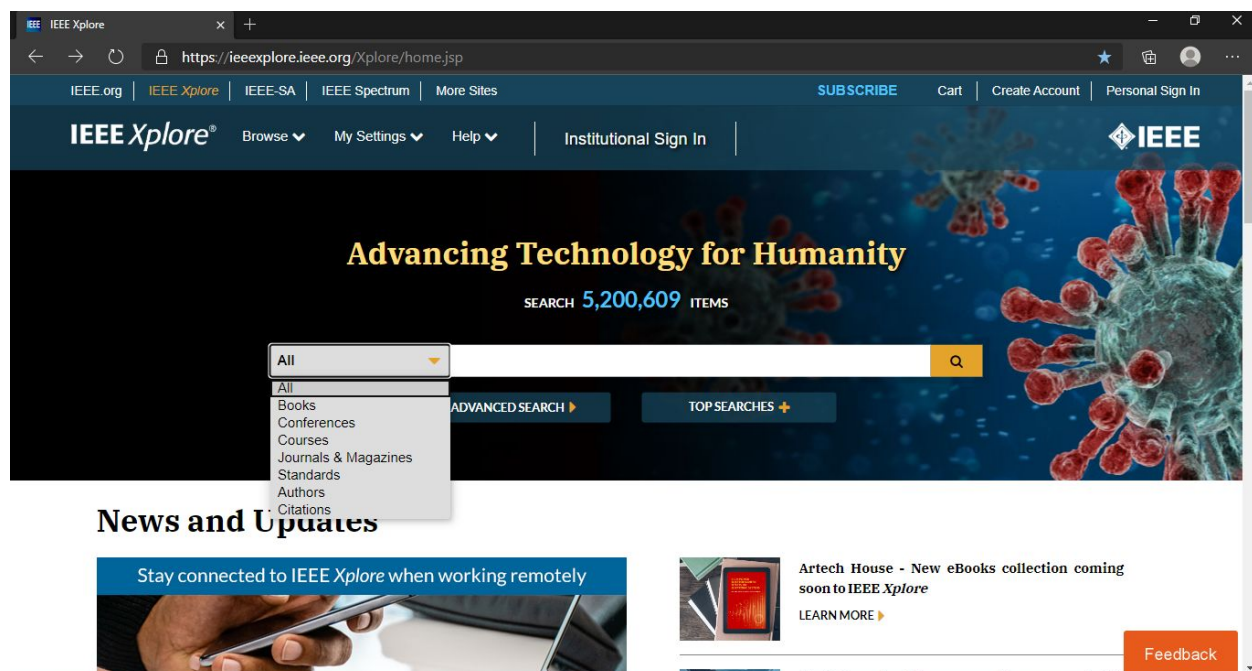 IEEE IEEE Xplore
https://ieeexplore.ieee.org/Xplore/home.jsp
IEEE.org IEEE Xplore IEEE-SA IEEE Spectrum More Sites SUBSCRIBE Cart Create Account Personal Sign In
IEEE Xplore® Browse My Settings Help Institutional Sign In IEEE
Advancing Technology for Humanity
SEARCH 5,200,609 ITEMS
All
All
Books
Conferences
Courses
Journals & Magazines
Standards
Authors
Citations
ADVANCED SEARCH TOP SEARCHES
News and Updates
Stay connected to IEEE Xplore when working remotely
Artech House - New eBooks collection coming
soon to IEEE Xplore
LEARN MORE
Feedback